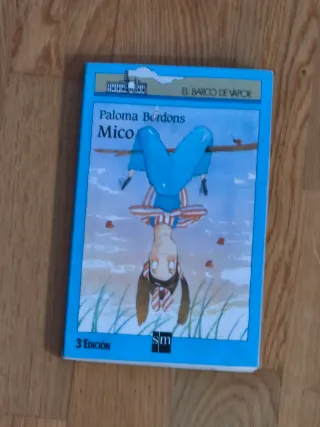 EL BARCO DE VAPOR
Paloma Bordons
Mico
3ª EDICIÓN
sm